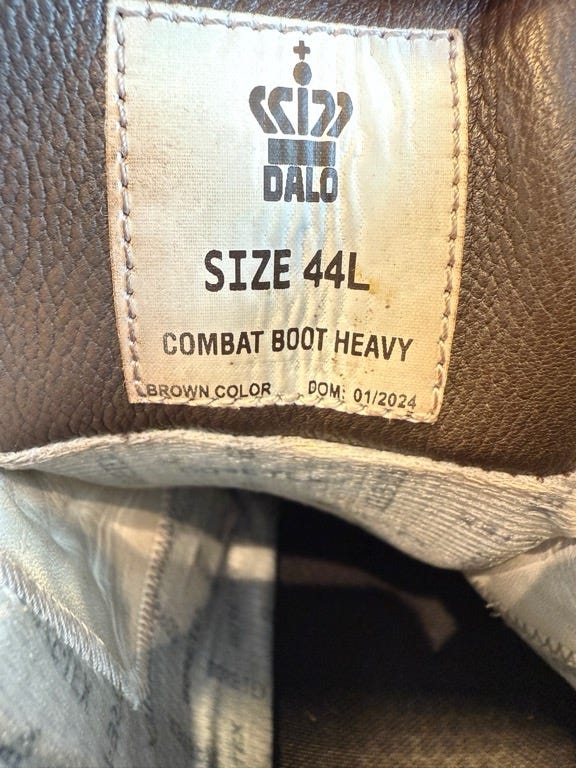 DALO
SIZE 44L
COMBAT BOOT HEAVY
BROWN COLOR DOM: 01/2024